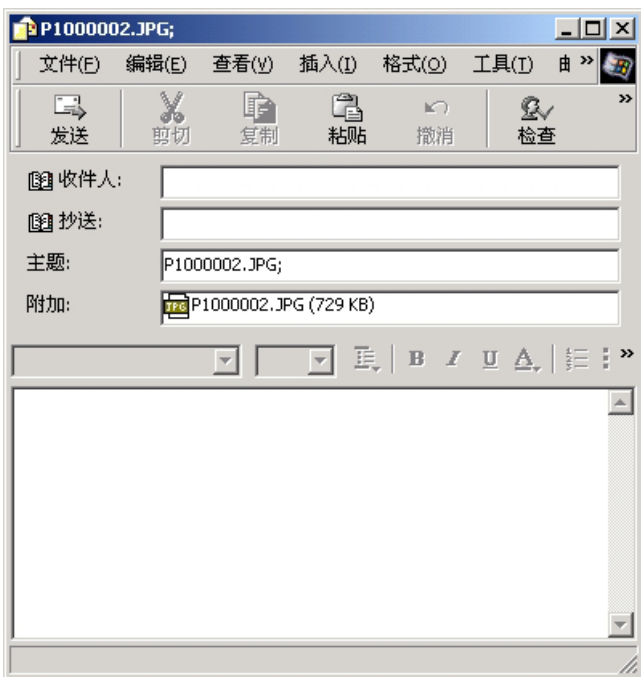 P1000002.JPG;
文件(F) 编辑(E) 查看(V) 插入(I) 格式(O) 工具(T) 由 »
发送 剪切 复制 粘贴 撤消 检查 »
收件人:
抄送:
主题: P1000002.JPG;
附加: P1000002.JPG (729 KB)
B I U A »